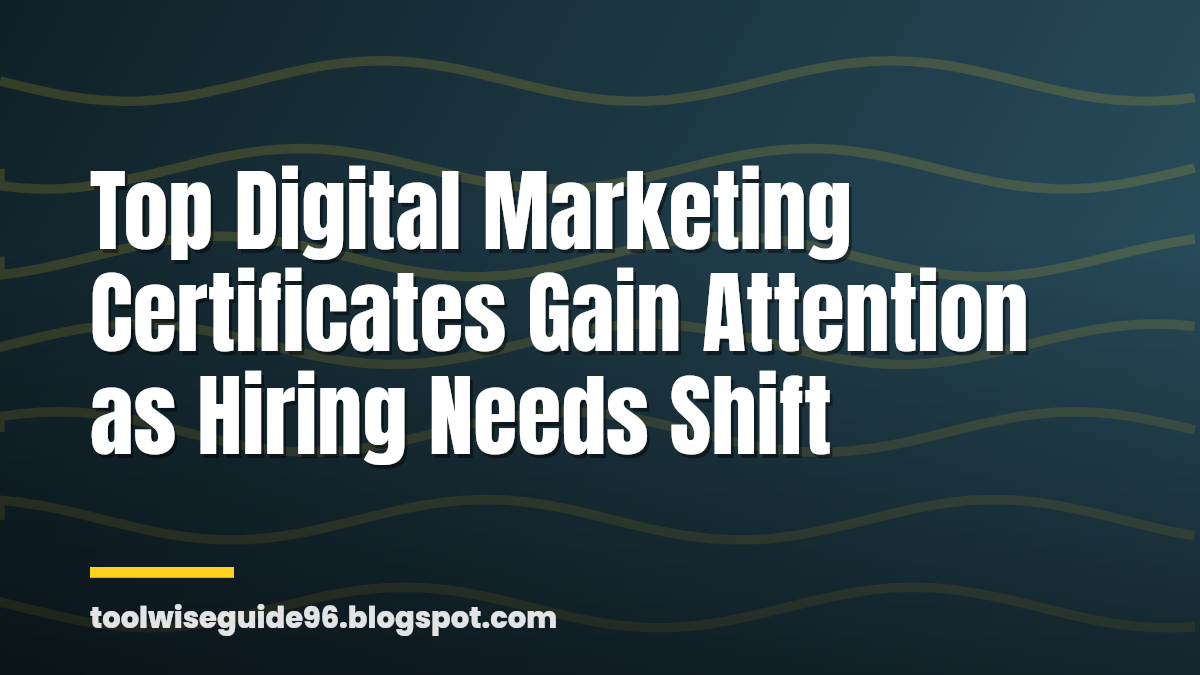 Top Digital Marketing
Certificates Gain Attention
as Hiring Needs Shift
toolwiseguide96.blogspot.com